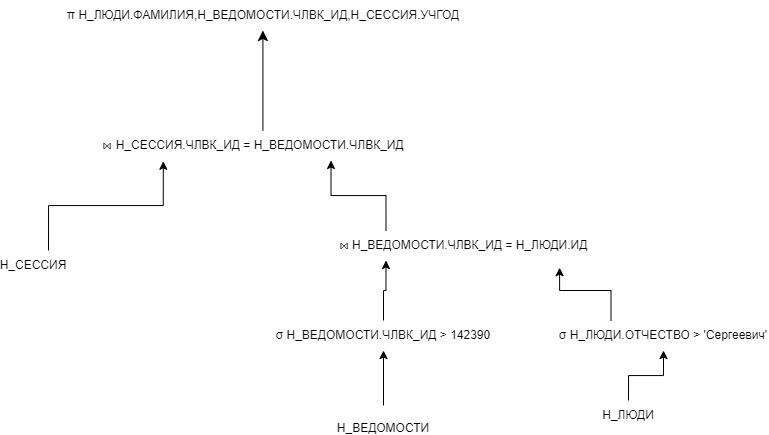 π Н_ЛЮДИ.ФАМИЛИЯ,Н_ВЕДОМОСТИ.ЧЛВК_ИД,Н_СЕССИЯ.УЧГОД
⋈ Н_СЕССИЯ.ЧЛВК_ИД = Н_ВЕДОМОСТИ.ЧЛВК_ИД
⋈ Н_ВЕДОМОСТИ.ЧЛВК_ИД = Н_ЛЮДИ.ИД
Н_СЕССИЯ
σ Н_ВЕДОМОСТИ.ЧЛВК_ИД > 142390
σ Н_ЛЮДИ.ОТЧЕСТВО > 'Сергеевич'
Н_ЛЮДИ
Н_ВЕДОМОСТИ